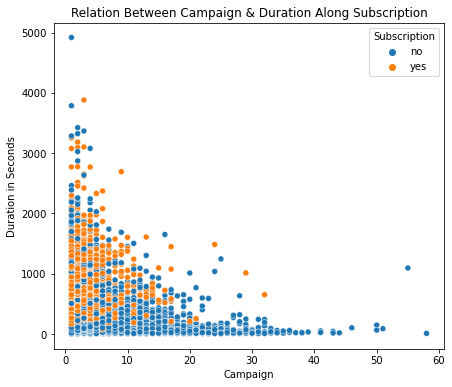 Relation Between Campaign & Duration Along Subscription
Subscription
no
yes
5000
4000
3000
2000
1000
0
Duration in Seconds
0
10
20
30
40
50
60
Campaign